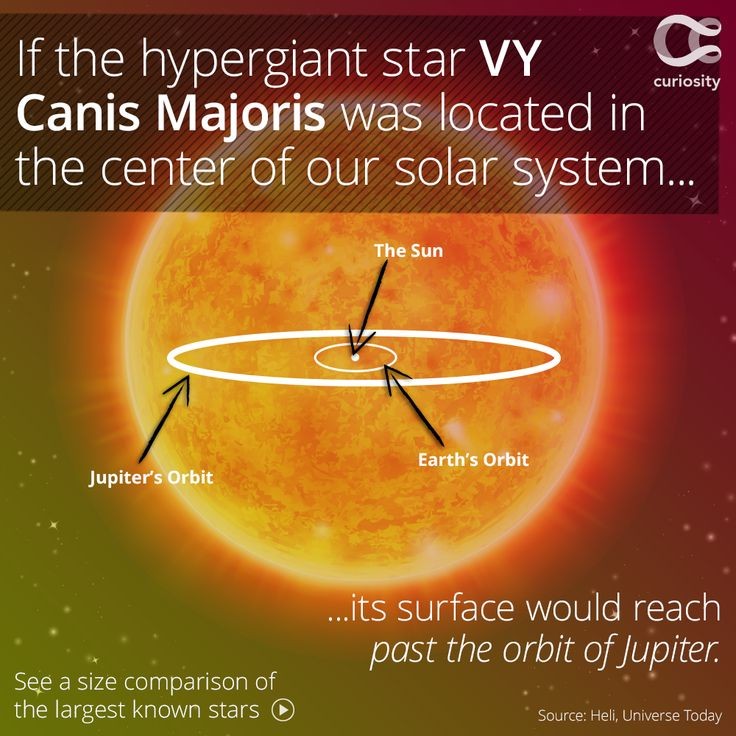 If the hypergiant star VY
Canis Majoris was located in
the center of our solar system...
curiosity
The Sun
Earth's Orbit
Jupiter's Orbit
...its surface would reach
past the orbit of Jupiter.
See a size comparison of
the largest known stars
Source: Heli, Universe Today